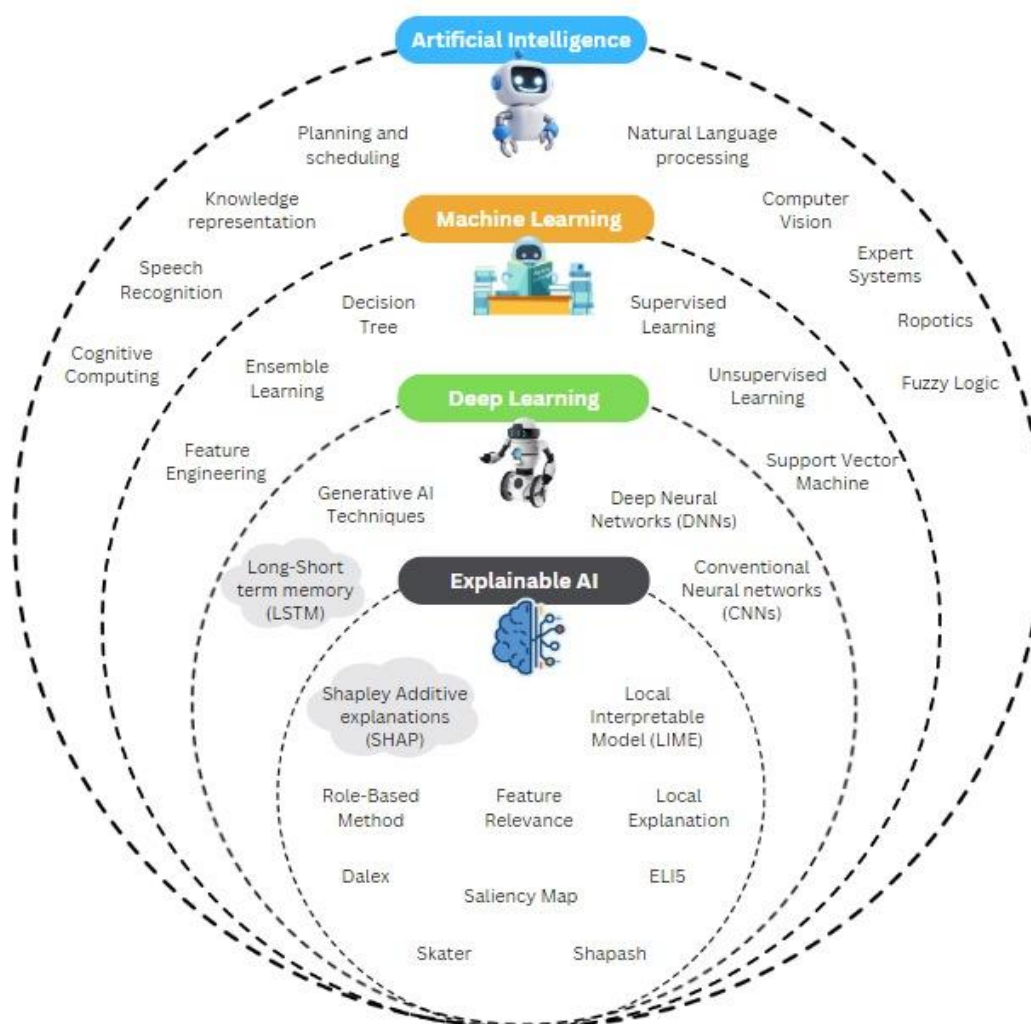 Artificial Intelligence
Planning and
scheduling
Natural Language
processing
Knowledge
representation
Computer
Vision
Machine Learning
Speech
Recognition
Expert
Systems
Decision
Tree
Supervised
Learning
Ropotics
Cognitive
Computing
Ensemble
Learning
Unsupervised
Learning
Fuzzy Logic
Deep Learning
Feature
Engineering
Support Vector
Machine
Generative AI
Techniques
Deep Neural
Networks (DNNs)
Long-Short
term memory
(LSTM)
Explainable AI
Conventional
Neural networks
(CNNs)
Shapley Additive
explanations
(SHAP)
Local
Interpretable
Model (LIME)
Role-Based
Method
Feature
Relevance
Local
Explanation
Dalex
Saliency Map
ELI5
Skater
Shapash